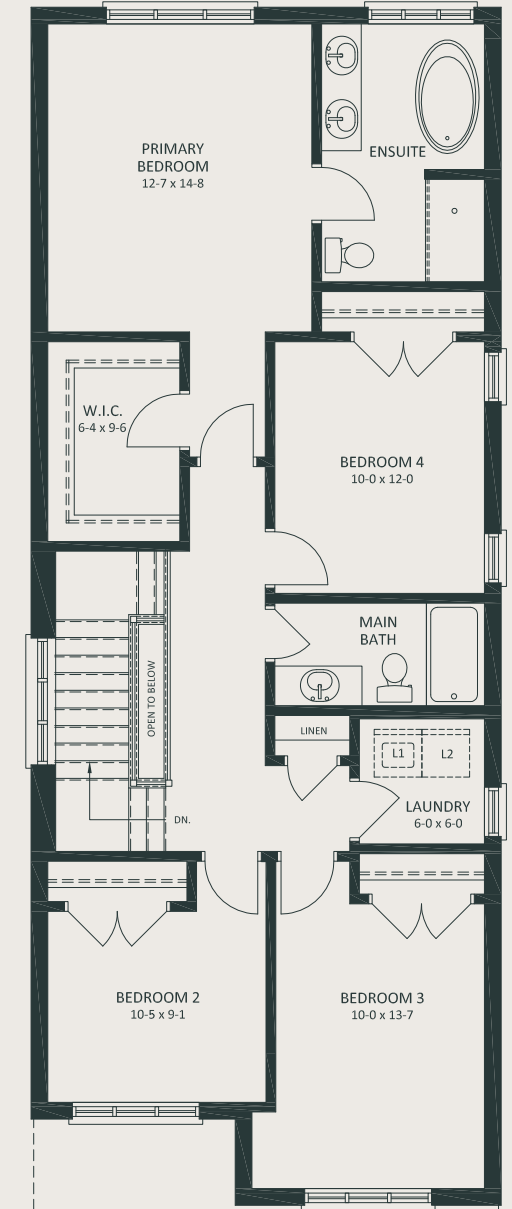 PRIMARY
BEDROOM
12-7 x 14-8
ENSUITE
W.I.C.
6-4 x 9-6
BEDROOM 4
10-0 x 12-0
MAIN
BATH
OPEN TO BELOW
LINEN
L1
L2
LAUNDRY
6-0 x 6-0
DN.
BEDROOM 2
10-5 x 9-1
BEDROOM 3
10-0 x 13-7